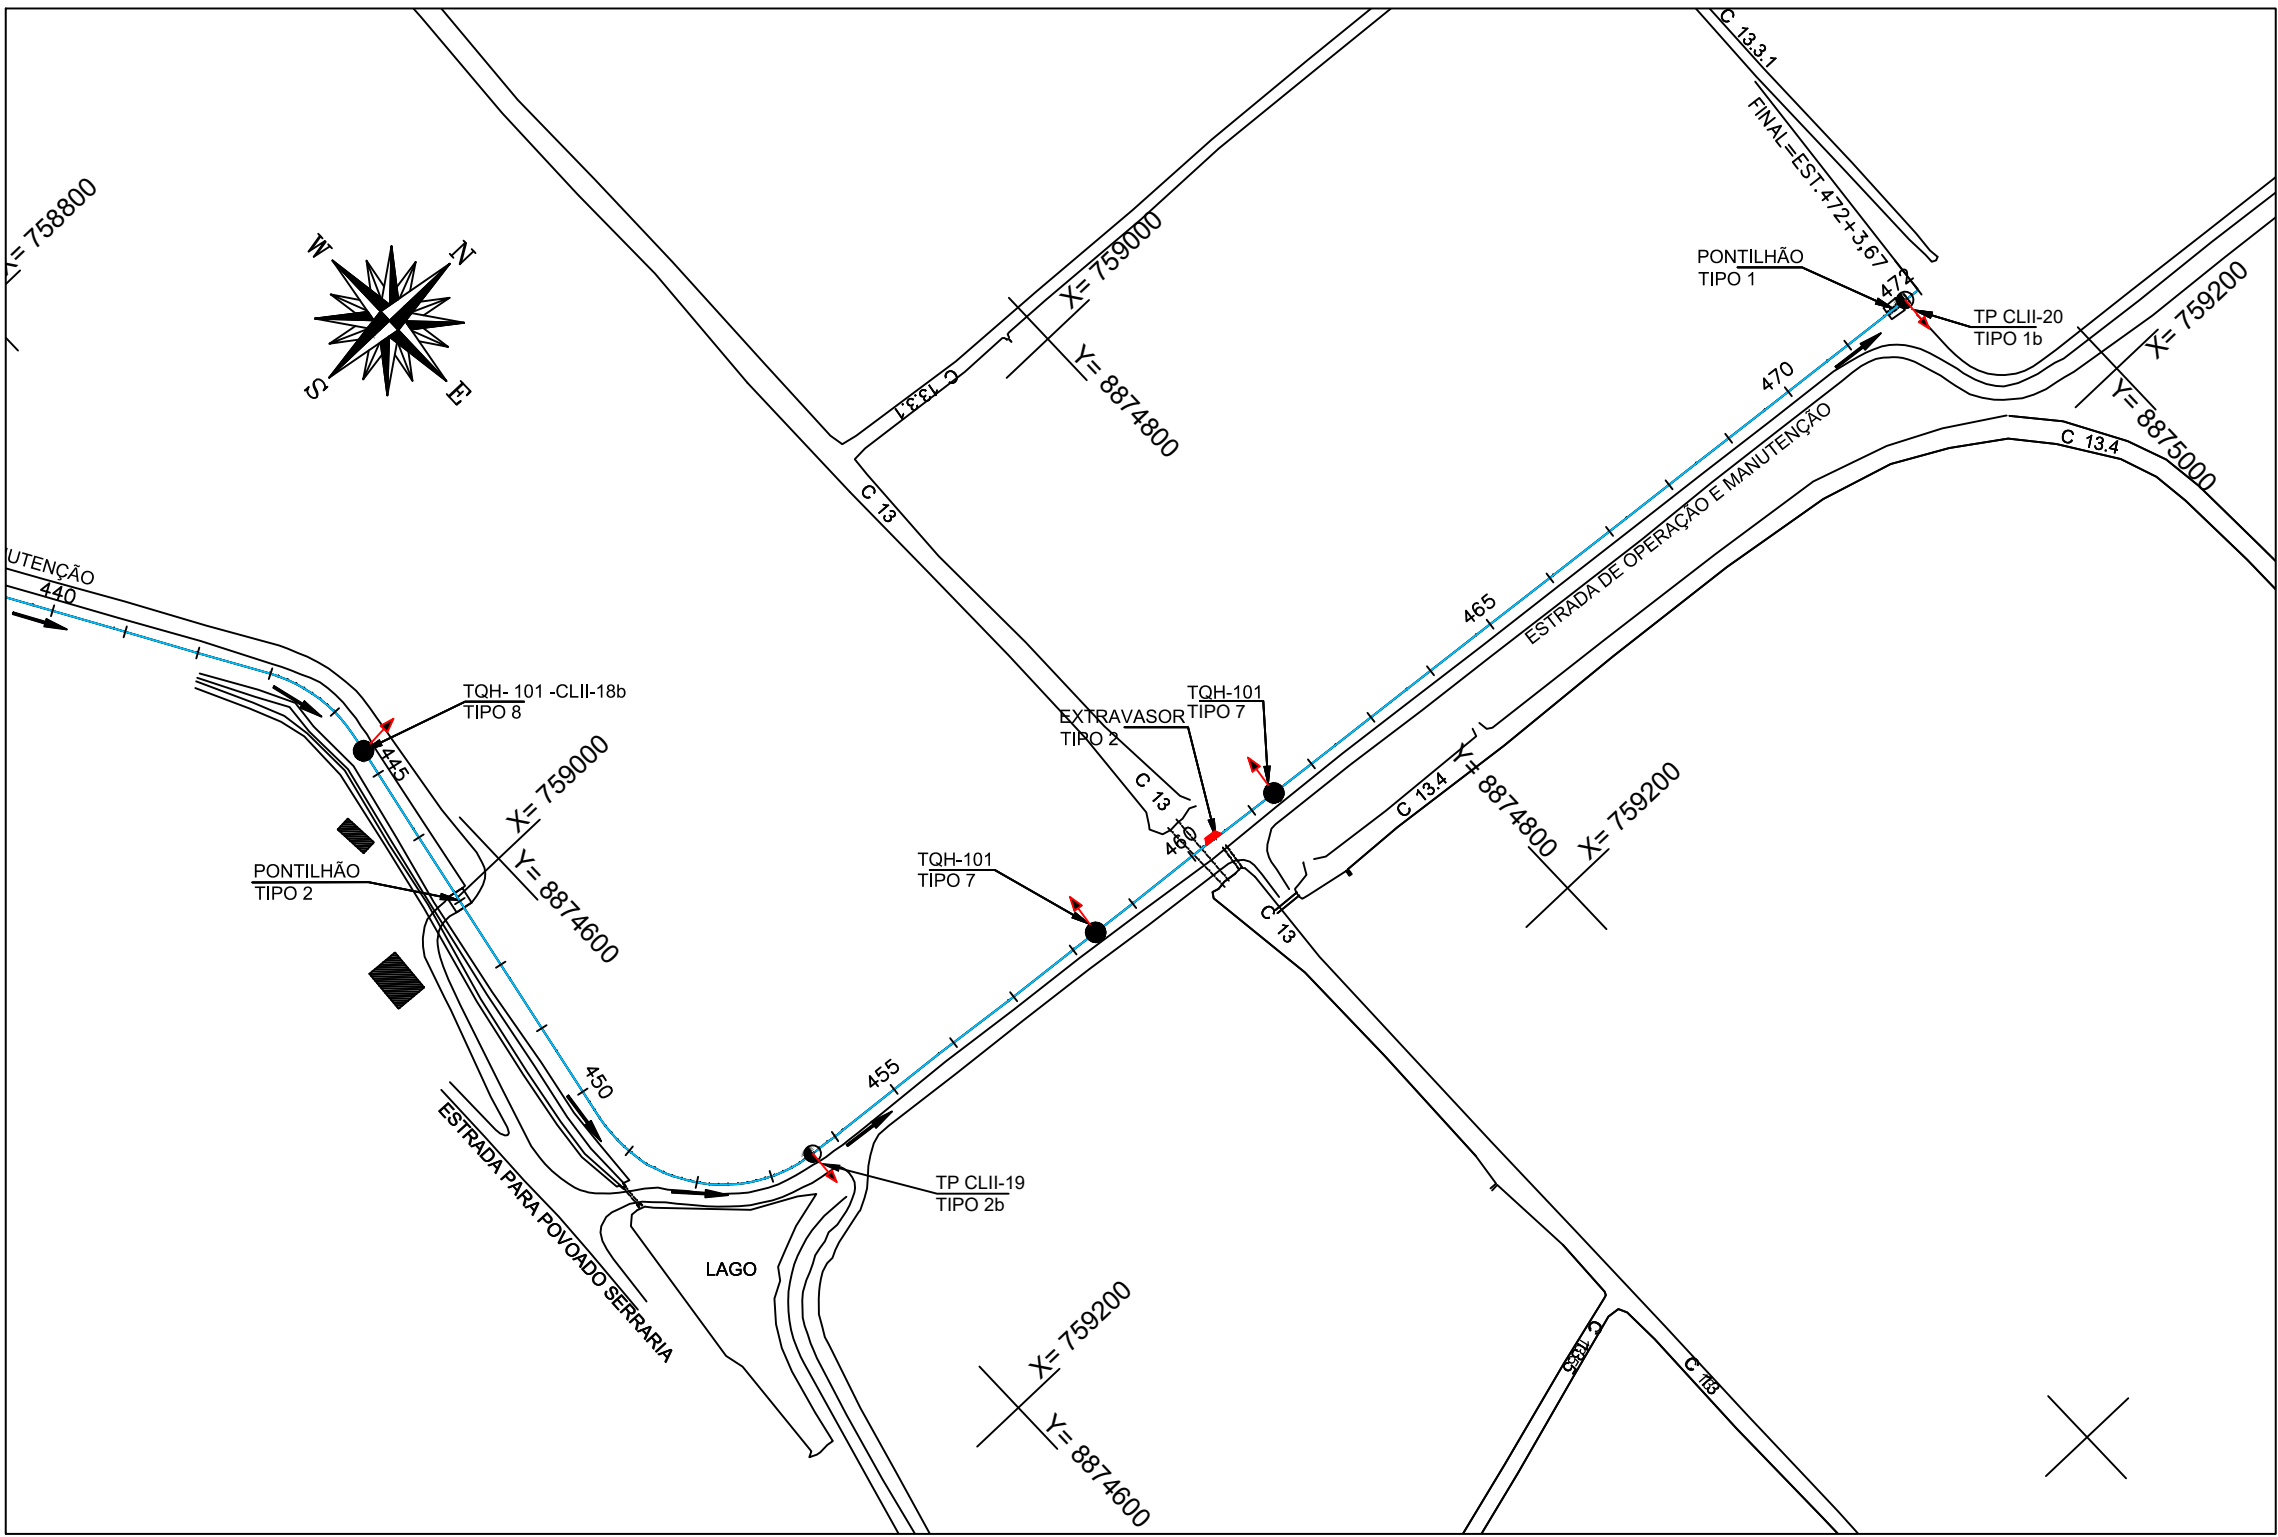 C 13.3.1
FINAL=EST.472+3,67
X= 758800
W
N
S
E
X= 759000
Y= 8874800
PONTILHÃO
TIPO 1
472
TP CLII-20
TIPO 1b
X= 759200
Y= 8875000
C 13.3.1
470
C 13.4
ESTRADA DE OPERAÇÃO E MANUTENÇÃO
C 13
UTENÇÃO
440
465
TQH- 101 -CLII-18b
TIPO 8
445
TQH-101
TIPO 7
EXTRAVASOR
TIPO 2
X= 759000
Y= 8874600
C 13
C 13.4
Y= 8874800
X= 759200
460
PONTILHÃO
TIPO 2
TQH-101
TIPO 7
C 13
450
455
ESTRADA PARA POVOADO SERRARIA
TP CLII-19
TIPO 2b
LAGO
X= 759200
Y= 8874600
C 13